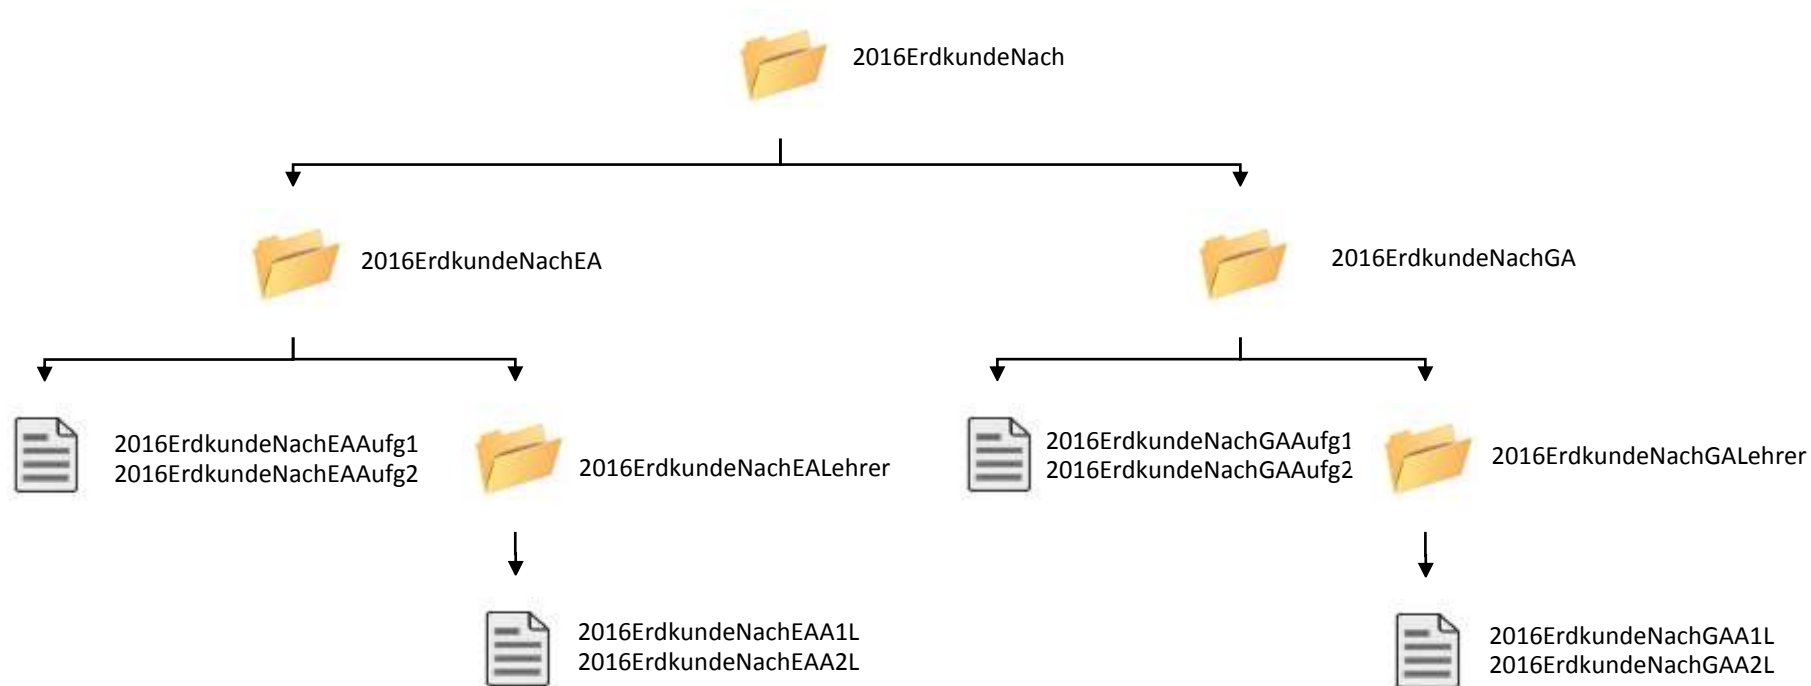 2016ErdkundeNach
2016ErdkundeNachEA
2016ErdkundeNachGA
2016ErdkundeNachEAAufg1
2016ErdkundeNachEAAufg2
2016ErdkundeNachEALehrer
2016ErdkundeNachGAAufg1
2016ErdkundeNachGAAufg2
2016ErdkundeNachGALehrer
2016ErdkundeNachEAA1L
2016ErdkundeNachEAA2L
2016ErdkundeNachGAA1L
2016ErdkundeNachGAA2L